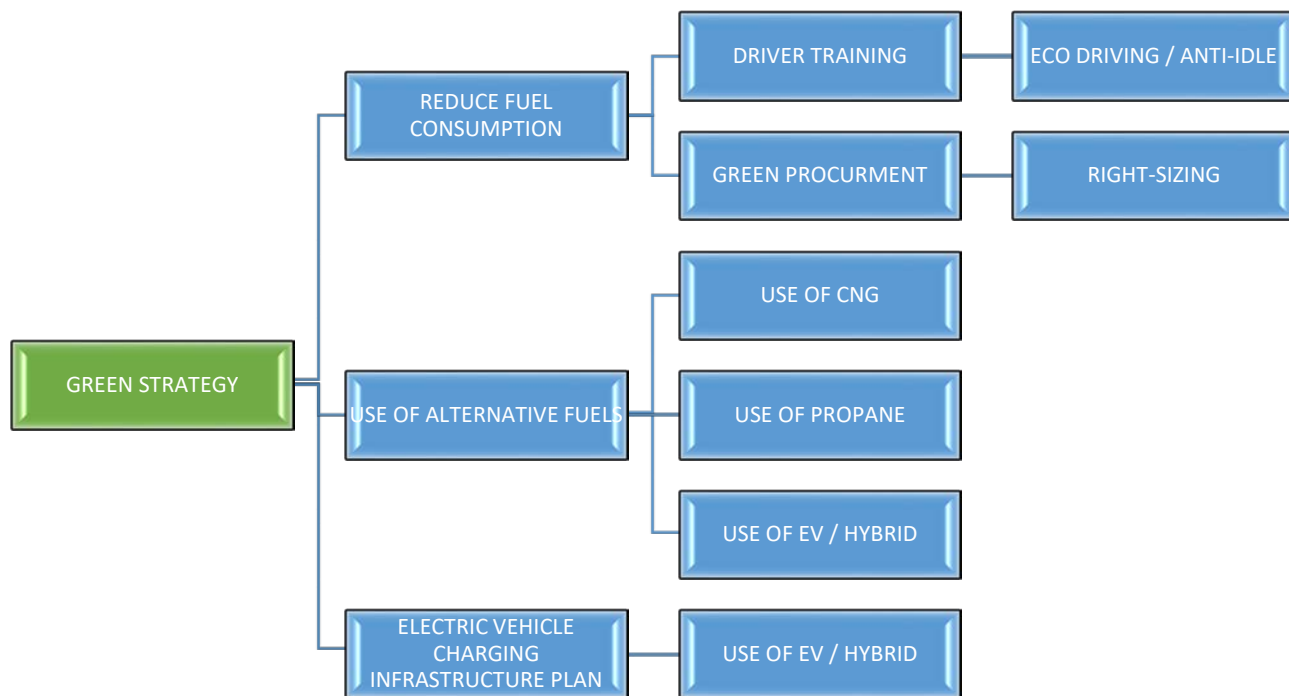 DRIVER TRAINING
ECO DRIVING / ANTI-IDLE
REDUCE FUEL
CONSUMPTION
GREEN PROCURMENT
RIGHT-SIZING
USE OF CNG
GREEN STRATEGY
USE OF ALTERNATIVE FUELS
USE OF PROPANE
USE OF EV / HYBRID
ELECTRIC VEHICLE
CHARGING
INFRASTRUCTURE PLAN
USE OF EV / HYBRID